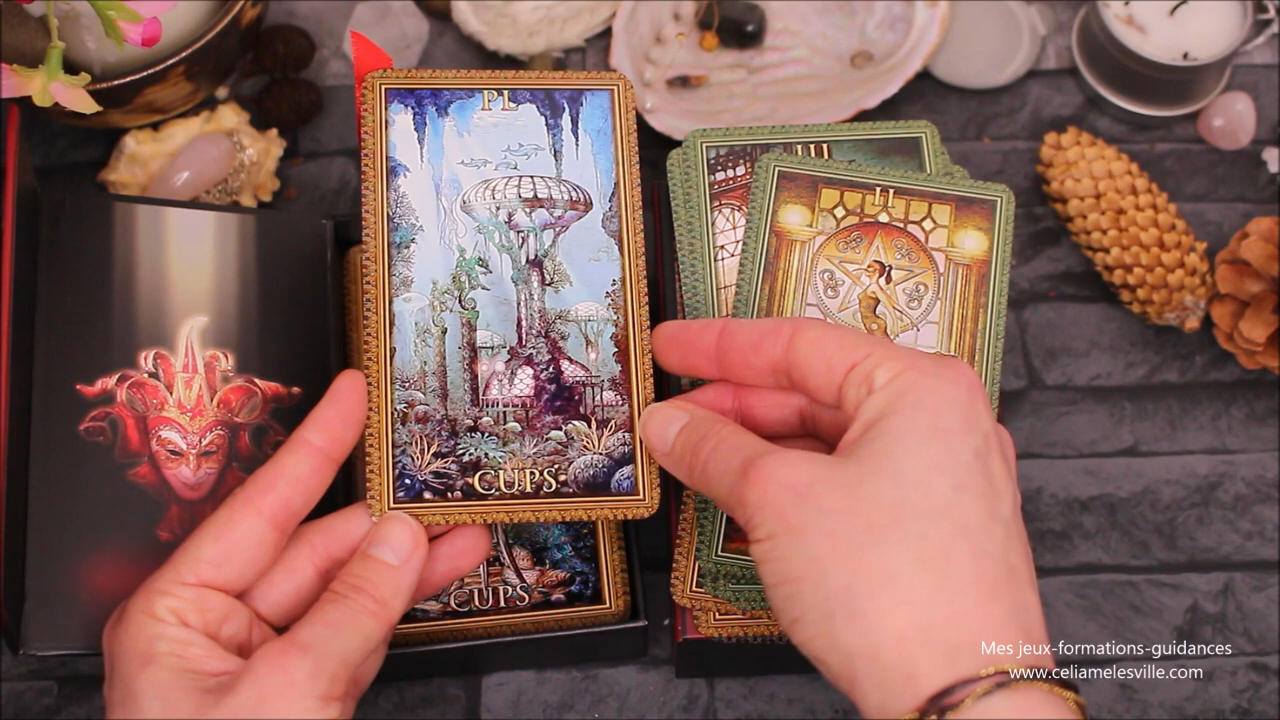 PL
CUPS
III
II
CUPS
Mes jeux-formations-guidances
www.celiamelesville.com